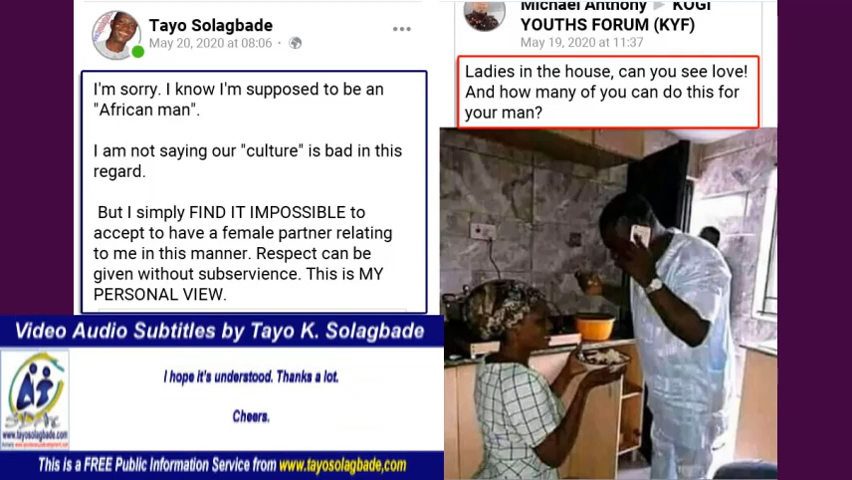 Tayo Solagbade
May 20, 2020 at 08:06 ·
I'm sorry. I know I'm supposed to be an
"African man".
I am not saying our "culture" is bad in this
regard.
But I simply FIND IT IMPOSSIBLE to
accept to have a female partner relating
to me in this manner. Respect can be
given without subservience. This is MY
PERSONAL VIEW.
Michael Anthony ▸ KOGI
YOUTHS FORUM (KYF)
May 19, 2020 at 11:37
Ladies in the house, can you see love!
And how many of you can do this for
your man?
Video Audio Subtitles by Tayo K. Solagbade
I hope it's understood. Thanks a lot.
Cheers.
www.tayosolagbade.com
This is a FREE Public Information Service from www.tayosolagbade,com